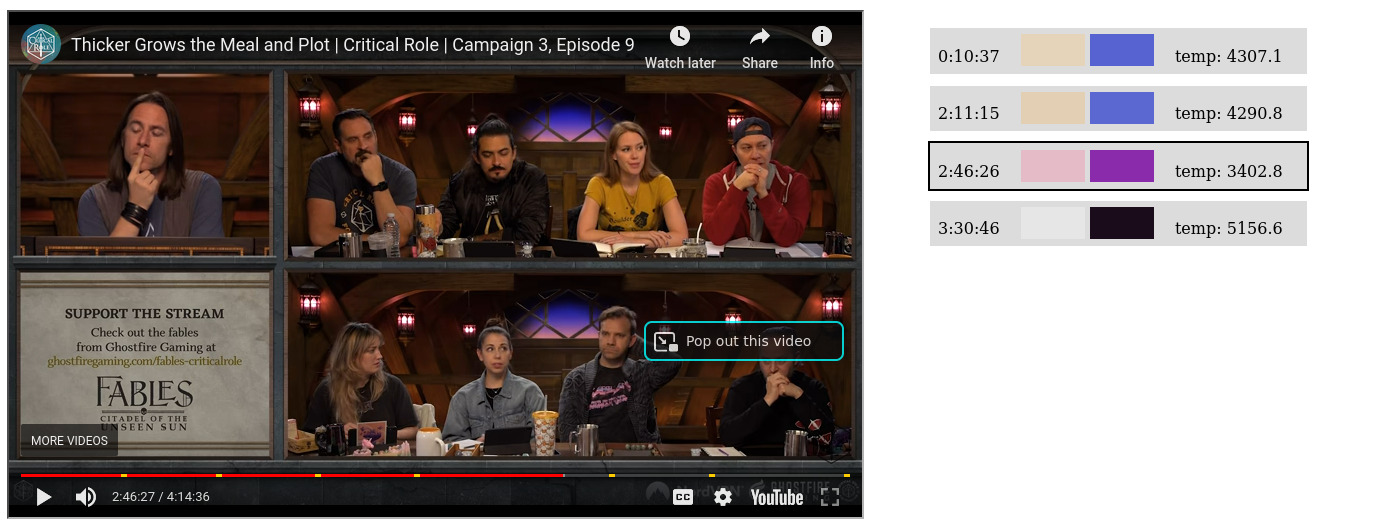 CRITICAL ROLE
Thicker Grows the Meal and Plot | Critical Role | Campaign 3, Episode 9
Watch later
Share
Info
SUPPORT THE STREAM
Check out the fables
from Ghostfire Gaming at
ghostfiregaming.com/fables-criticalrole
FABLES
CITADEL OF THE
UNSEEN SUN
MORE VIDEOS
Pop out this video
2:46:27 / 4:14:36
CC
YouTube
0:10:37 temp: 4307.1
2:11:15 temp: 4290.8
2:46:26 temp: 3402.8
3:30:46 temp: 5156.6